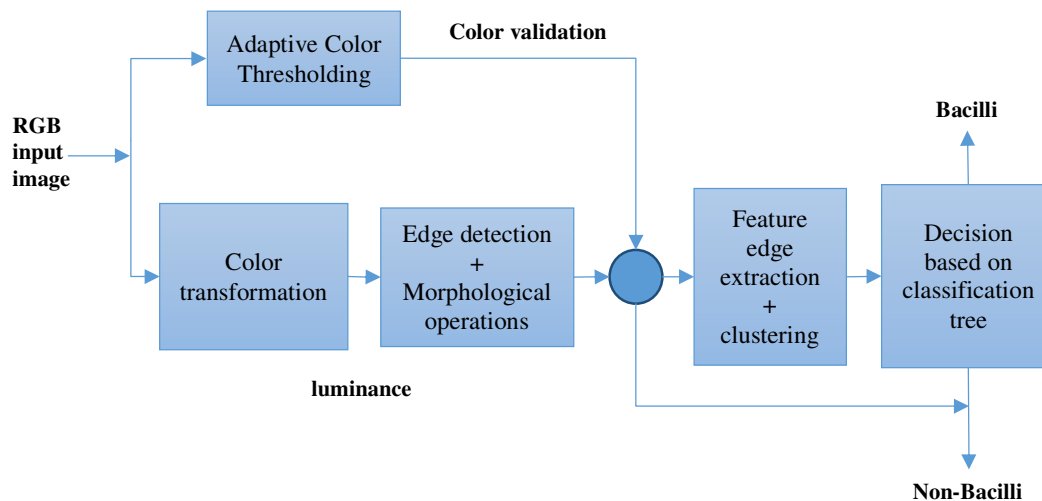 RGB
input
image
Adaptive Color
Thresholding
Color validation
Color
transformation
Edge detection
+
Morphological
operations
luminance
Feature
edge
extraction
+
clustering
Decision
based on
classification
tree
Bacilli
Non-Bacilli